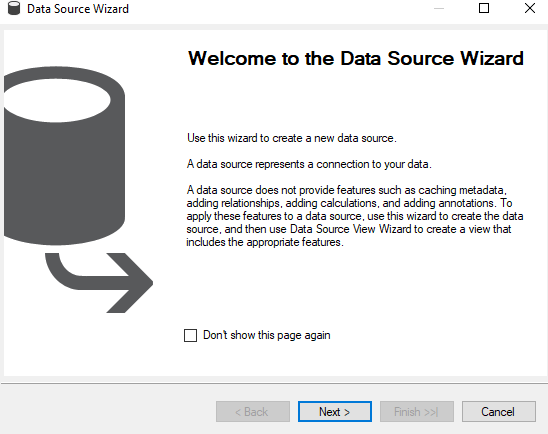 Data Source Wizard
Welcome to the Data Source Wizard
Use this wizard to create a new data source.
A data source represents a connection to your data.
A data source does not provide features such as caching metadata,
adding relationships, adding calculations, and adding annotations. To
apply these features to a data source, use this wizard to create the data
source, and then use Data Source View Wizard to create a view that
includes the appropriate features.
Don't show this page again
< Back
Next >
Finish >>|
Cancel